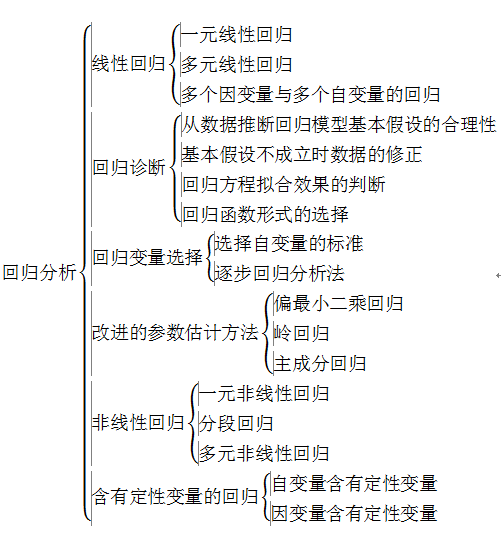 回归分析
线性回归
一元线性回归
多元线性回归
多个因变量与多个自变量的回归
回归诊断
从数据推断回归模型基本假设的合理性
基本假设不成立时数据的修正
回归方程拟合效果的判断
回归函数形式的选择
回归变量选择
选择自变量的标准
逐步回归分析法
改进的参数估计方法
偏最小二乘回归
岭回归
主成分回归
非线性回归
一元非线性回归
分段回归
多元非线性回归
含有定性变量的回归
自变量含有定性变量
因变量含有定性变量